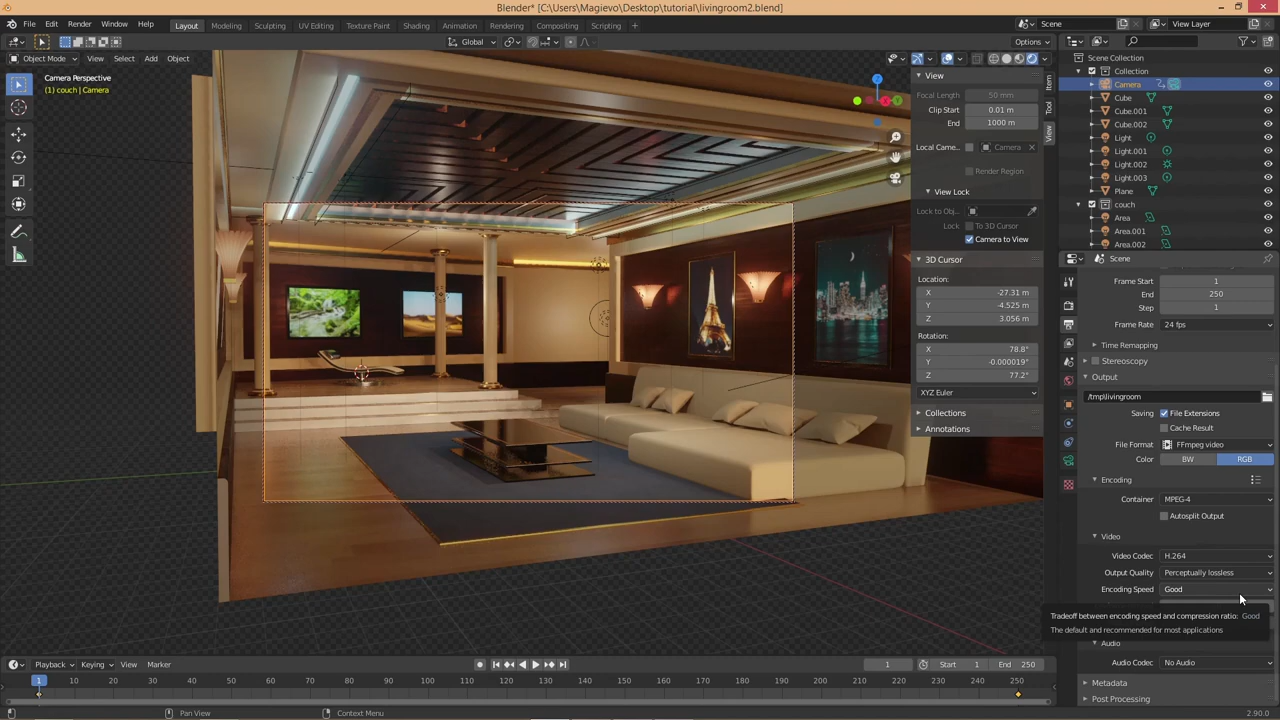 Blender* [C:\Users\Magievo\Desktop\tutorial\livingroom2.blend]
File Edit Render Window Help Layout Modeling Sculpting UV Editing Texture Paint Shading Animation Rendering Compositing Scripting + Scene View Layer
Global Options
Object Mode View Select Add Object
Camera Perspective
(1) couch | Camera
View
Focal Length 50 mm
Clip Start 0.01 m
End 1000 m
Local Came.. Camera
Render Region
View Lock
Lock to Obj..
Lock To 3D Cursor
Camera to View
3D Cursor
Location:
X -27.31 m
Y -4.525 m
Z 3.056 m
Rotation:
X 78.8°
Y -0.000019°
Z 77.2°
XYZ Euler
Collections
Annotations
Item
Tool
View
Z
X
Y
Scene Collection
Collection
Camera
Cube
Cube.001
Cube.002
Light
Light.001
Light.002
Light.003
Plane
couch
Area
Area.001
Area.002
Scene
Frame Start 1
End 250
Step 1
Frame Rate 24 fps
Time Remapping
Stereoscopy
Output
/tmp\livingroom
Saving File Extensions
Cache Result
File Format FFmpeg video
Color BW RGB
Encoding
Container MPEG-4
Autosplit Output
Video
Video Codec H.264
Output Quality Perceptually lossless
Encoding Speed Good
Tradeoff between encoding speed and compression ratio: Good
The default and recommended for most applications
Audio
Audio Codec No Audio
Metadata
Post Processing
Playback Keying View Marker 1 Start 1 End 250
1 10 20 30 40 50 60 70 80 90 100 110 120 130 140 150 160 170 180 190 200 210 220 230 240 250
Pan View Context Menu 2.90.0